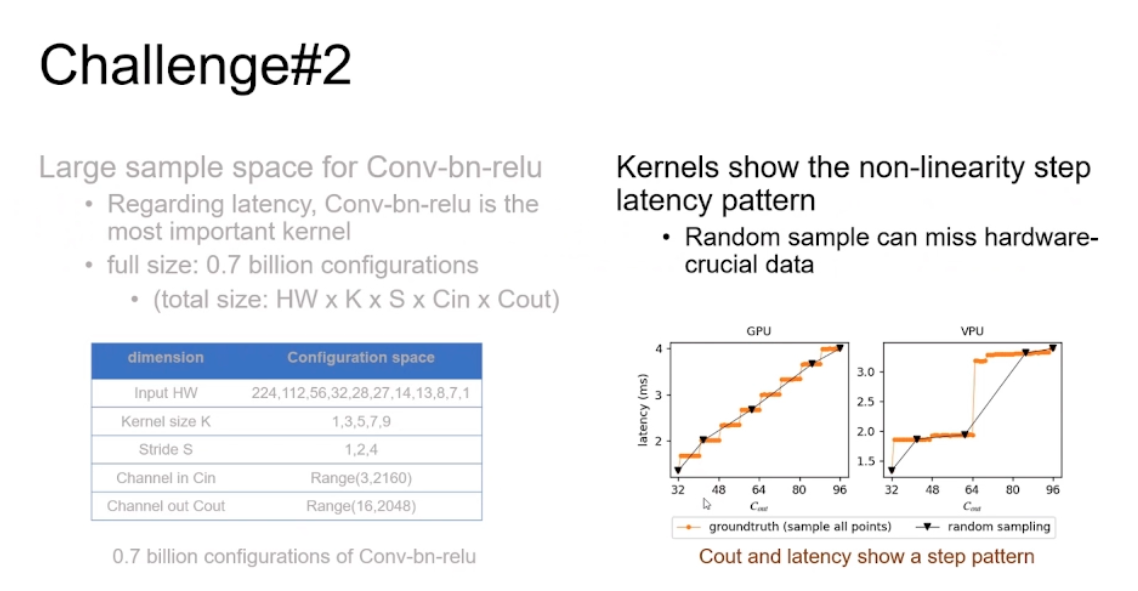 Challenge#2
Large sample space for Conv-bn-relu
• Regarding latency, Conv-bn-relu is the
most important kernel
• full size: 0.7 billion configurations
• (total size: HW x K x S x Cin x Cout)
dimension Configuration space
Input HW 224,112,56,32,28,27,14,13,8,7,1
Kernel size K 1,3,5,7,9
Stride S 1,2,4
Channel in Cin Range(3,2160)
Channel out Cout Range(16,2048)
0.7 billion configurations of Conv-bn-relu
Kernels show the non-linearity step
latency pattern
• Random sample can miss hardware-
crucial data
GPU
latency (ms)
4
3
2
32 48 64 80 96
Cout
VPU
3.0
2.5
2.0
1.5
32 48 64 80 96
Cout
groundtruth (sample all points) random sampling
Cout and latency show a step pattern